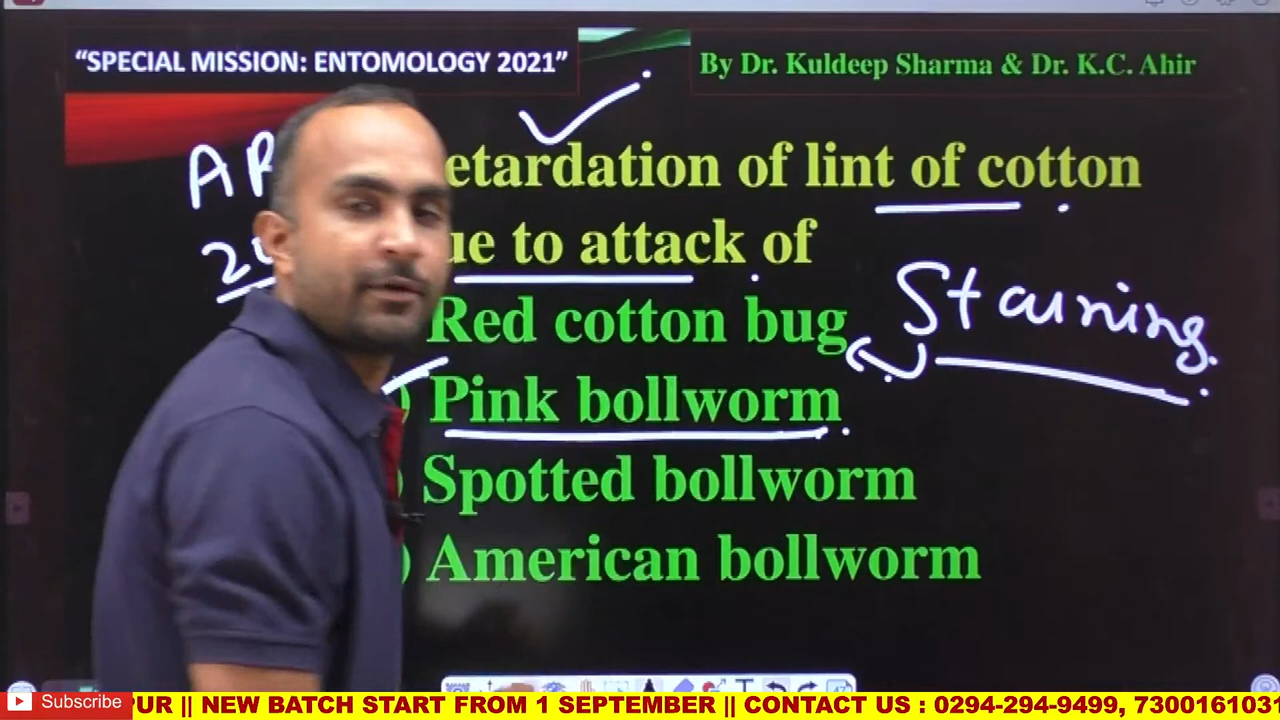 “SPECIAL MISSION: ENTOMOLOGY 2021”
By Dr. Kuldeep Sharma & Dr. K.C. Ahir
etardation of lint of cotton
ue to attack of
Red cotton bug
Staining
Pink bollworm
) Spotted bollworm
) American bollworm
Subscribe
PUR || NEW BATCH START FROM 1 SEPTEMBER || CONTACT US : 0294-294-9499, 7300161031